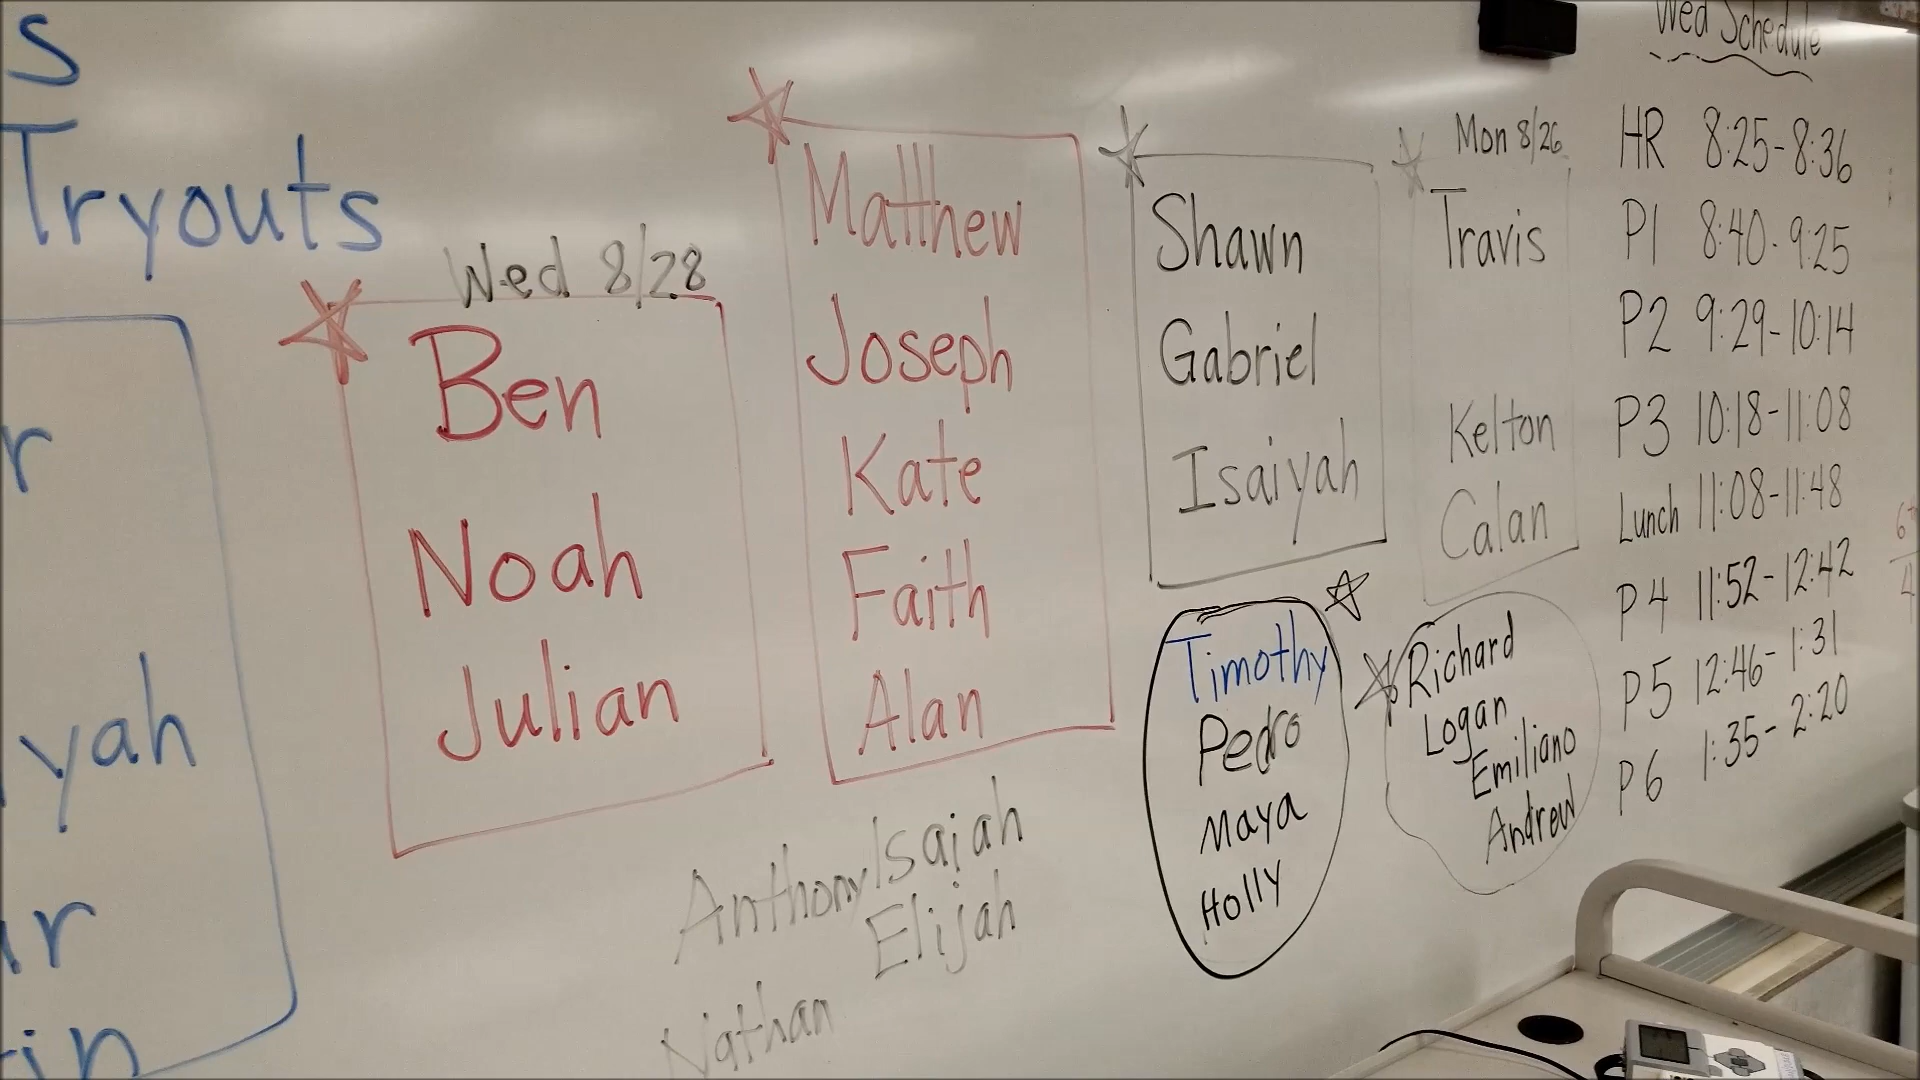 s
Tryouts
r
yah
ar
in
Wed 8/28
Ben
Noah
Julian
Matthew
Joseph
Kate
Faith
Alan
Anthony
Isaiah
Elijah
Nathan
Shawn
Gabriel
Isaiyah
Timothy
Pedro
Maya
Holly
Mon 8/26
Travis
Kelton
Calan
Richard
Logan
Emiliano
Andrew
Wed Schedule
HR 8:25-8:36
P1 8:40-9:25
P2 9:29-10:14
P3 10:18-11:08
Lunch 11:08-11:48
P4 11:52-12:42
P5 12:46-1:31
P6 1:35-2:20